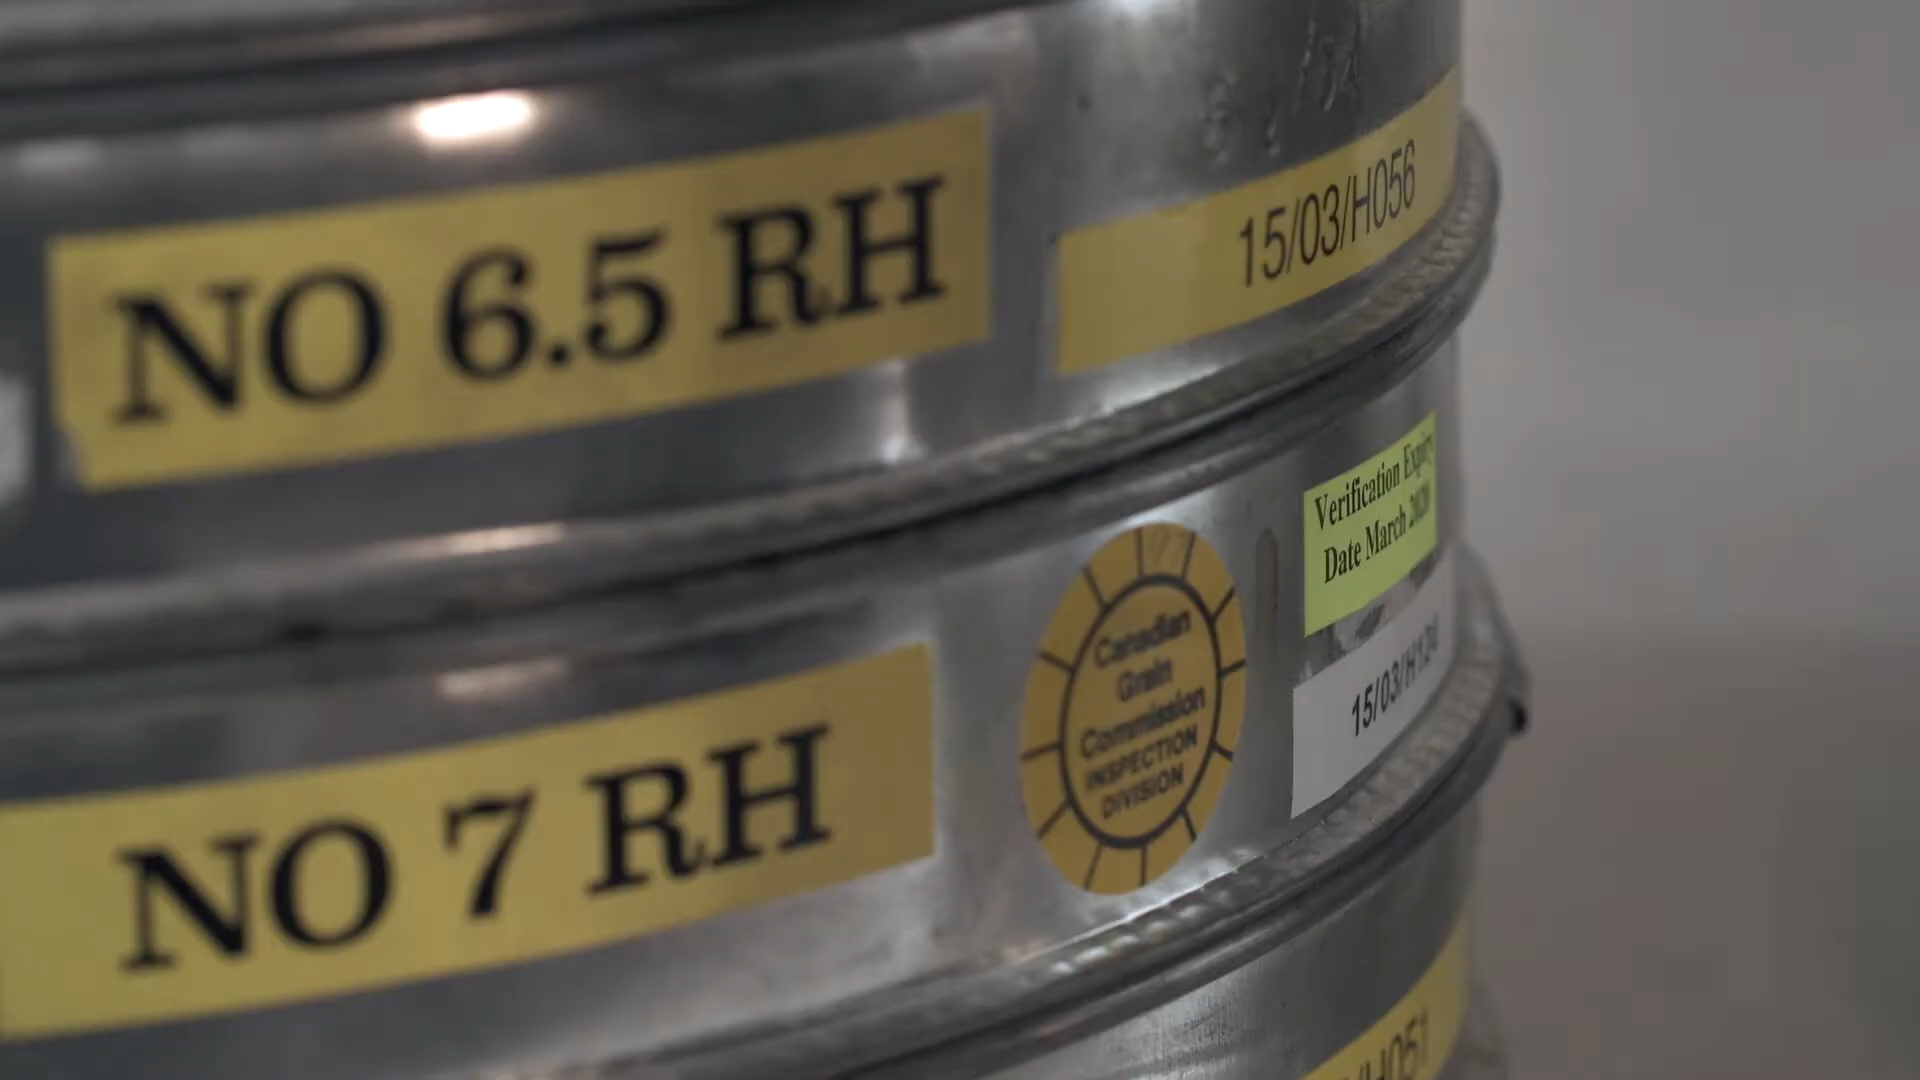 NO 6.5 RH
15/03/H056
NO 7 RH
Canadian
Grain
Commission
INSPECTION
DIVISION
Verification Expiry
Date March 2020
15/03/H124
/H051